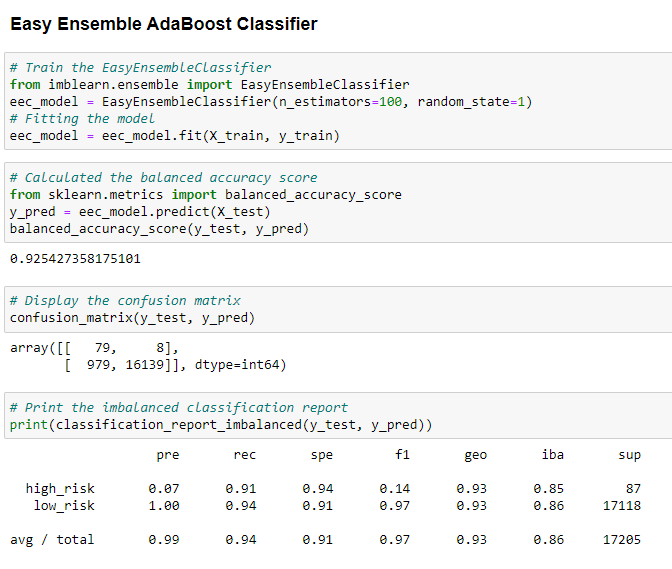 Easy Ensemble AdaBoost Classifier
# Train the EasyEnsembleClassifier
from imblearn.ensemble import EasyEnsembleClassifier
eec_model = EasyEnsembleClassifier(n_estimators=100, random_state=1)
# Fitting the model
eec_model = eec_model.fit(X_train, y_train)
# Calculated the balanced accuracy score
from sklearn.metrics import balanced_accuracy_score
y_pred = eec_model.predict(X_test)
balanced_accuracy_score(y_test, y_pred)
0.925427358175101
# Display the confusion matrix
confusion_matrix(y_test, y_pred)
array([[   79,     8],
       [  979, 16139]], dtype=int64)
# Print the imbalanced classification report
print(classification_report_imbalanced(y_test, y_pred))
                   pre       rec       spe        f1       geo       iba       sup
  high_risk       0.07      0.91      0.94      0.14      0.93      0.85        87
   low_risk       1.00      0.94      0.91      0.97      0.93      0.86     17118
avg / total       0.99      0.94      0.91      0.97      0.93      0.86     17205